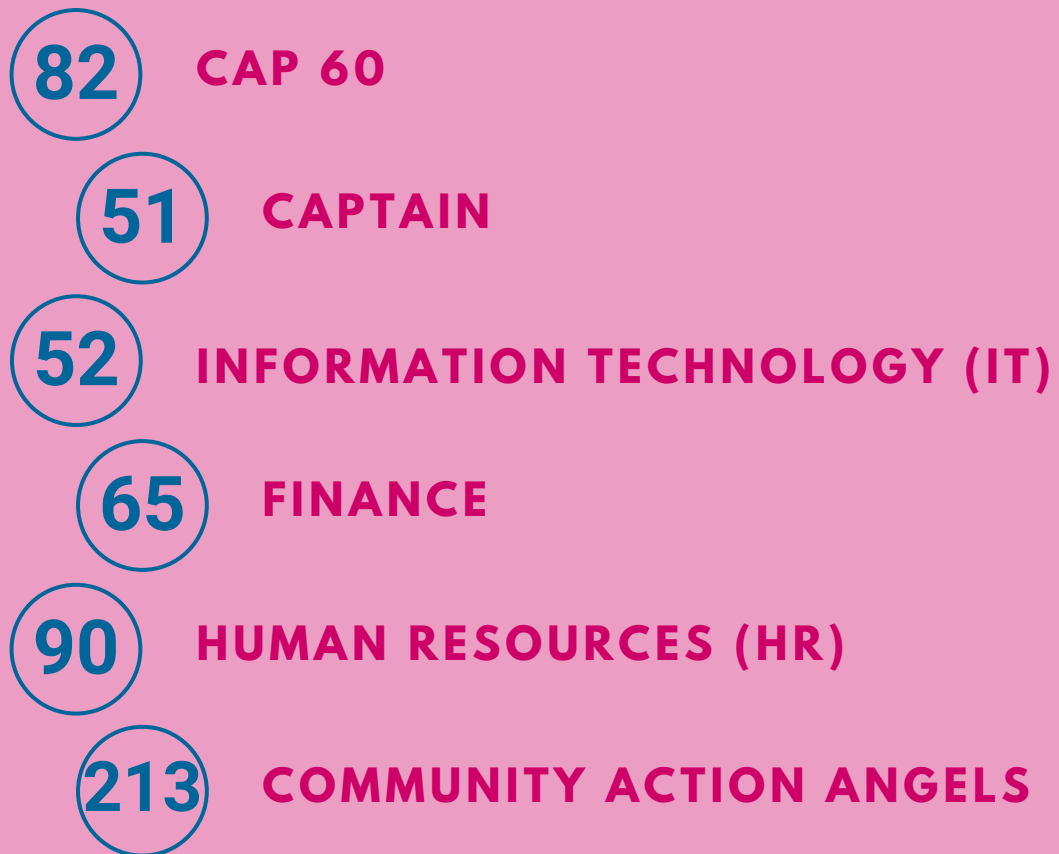 82 CAP 60
51 CAPTAIN
52 INFORMATION TECHNOLOGY (IT)
65 FINANCE
90 HUMAN RESOURCES (HR)
213 COMMUNITY ACTION ANGELS